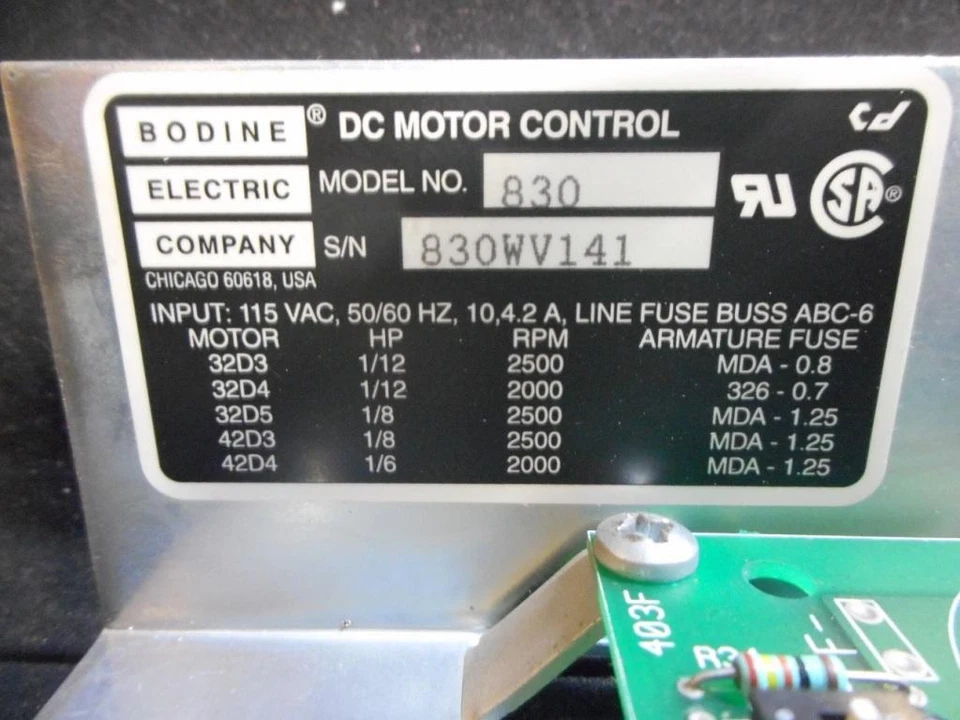 BODINE ® DC MOTOR CONTROL
ELECTRIC MODEL NO. 830
COMPANY S/N 830WV141
CHICAGO 60618, USA
INPUT: 115 VAC, 50/60 HZ, 10,4.2 A, LINE FUSE BUSS ABC-6
MOTOR HP RPM ARMATURE FUSE
32D3 1/12 2500 MDA - 0.8
32D4 1/12 2000 326 - 0.7
32D5 1/8 2500 MDA - 1.25
42D3 1/8 2500 MDA - 1.25
42D4 1/6 2000 MDA - 1.25
cd
RU
SA ®
403F
F-